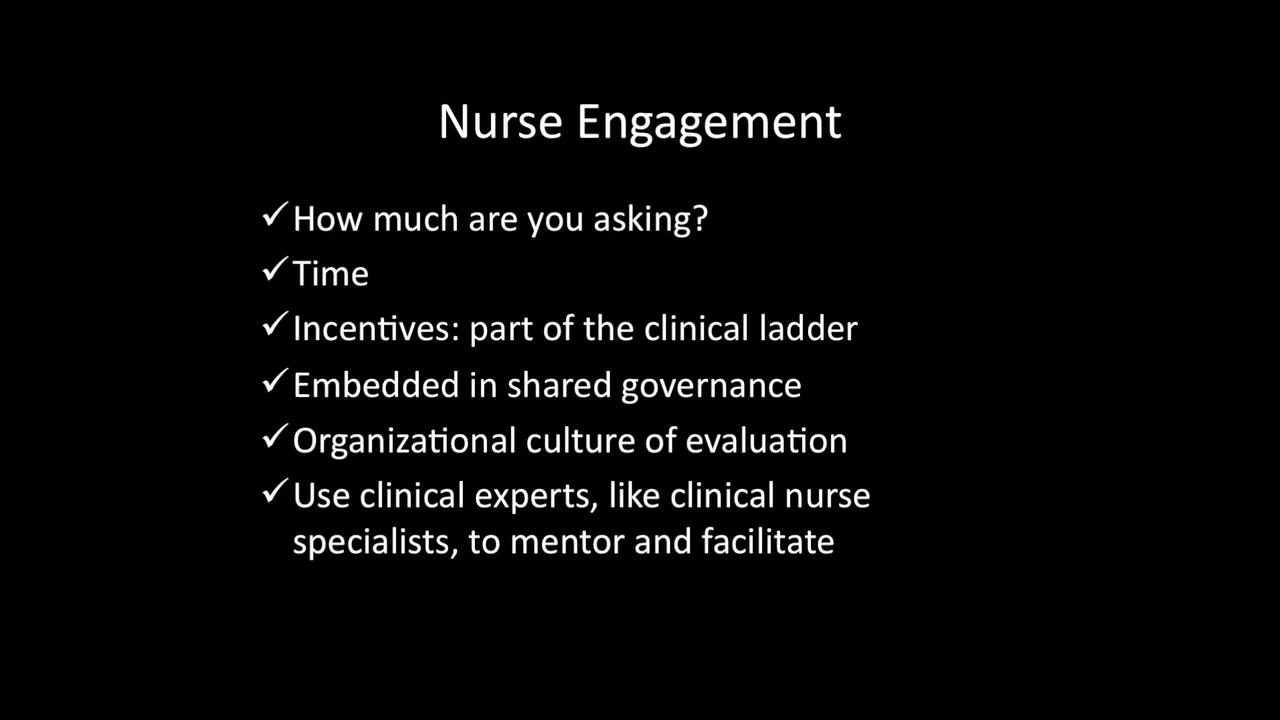 Nurse Engagement
✓How much are you asking?
✓Time
✓Incentives: part of the clinical ladder
✓Embedded in shared governance
✓Organizational culture of evaluation
✓Use clinical experts, like clinical nurse
specialists, to mentor and facilitate